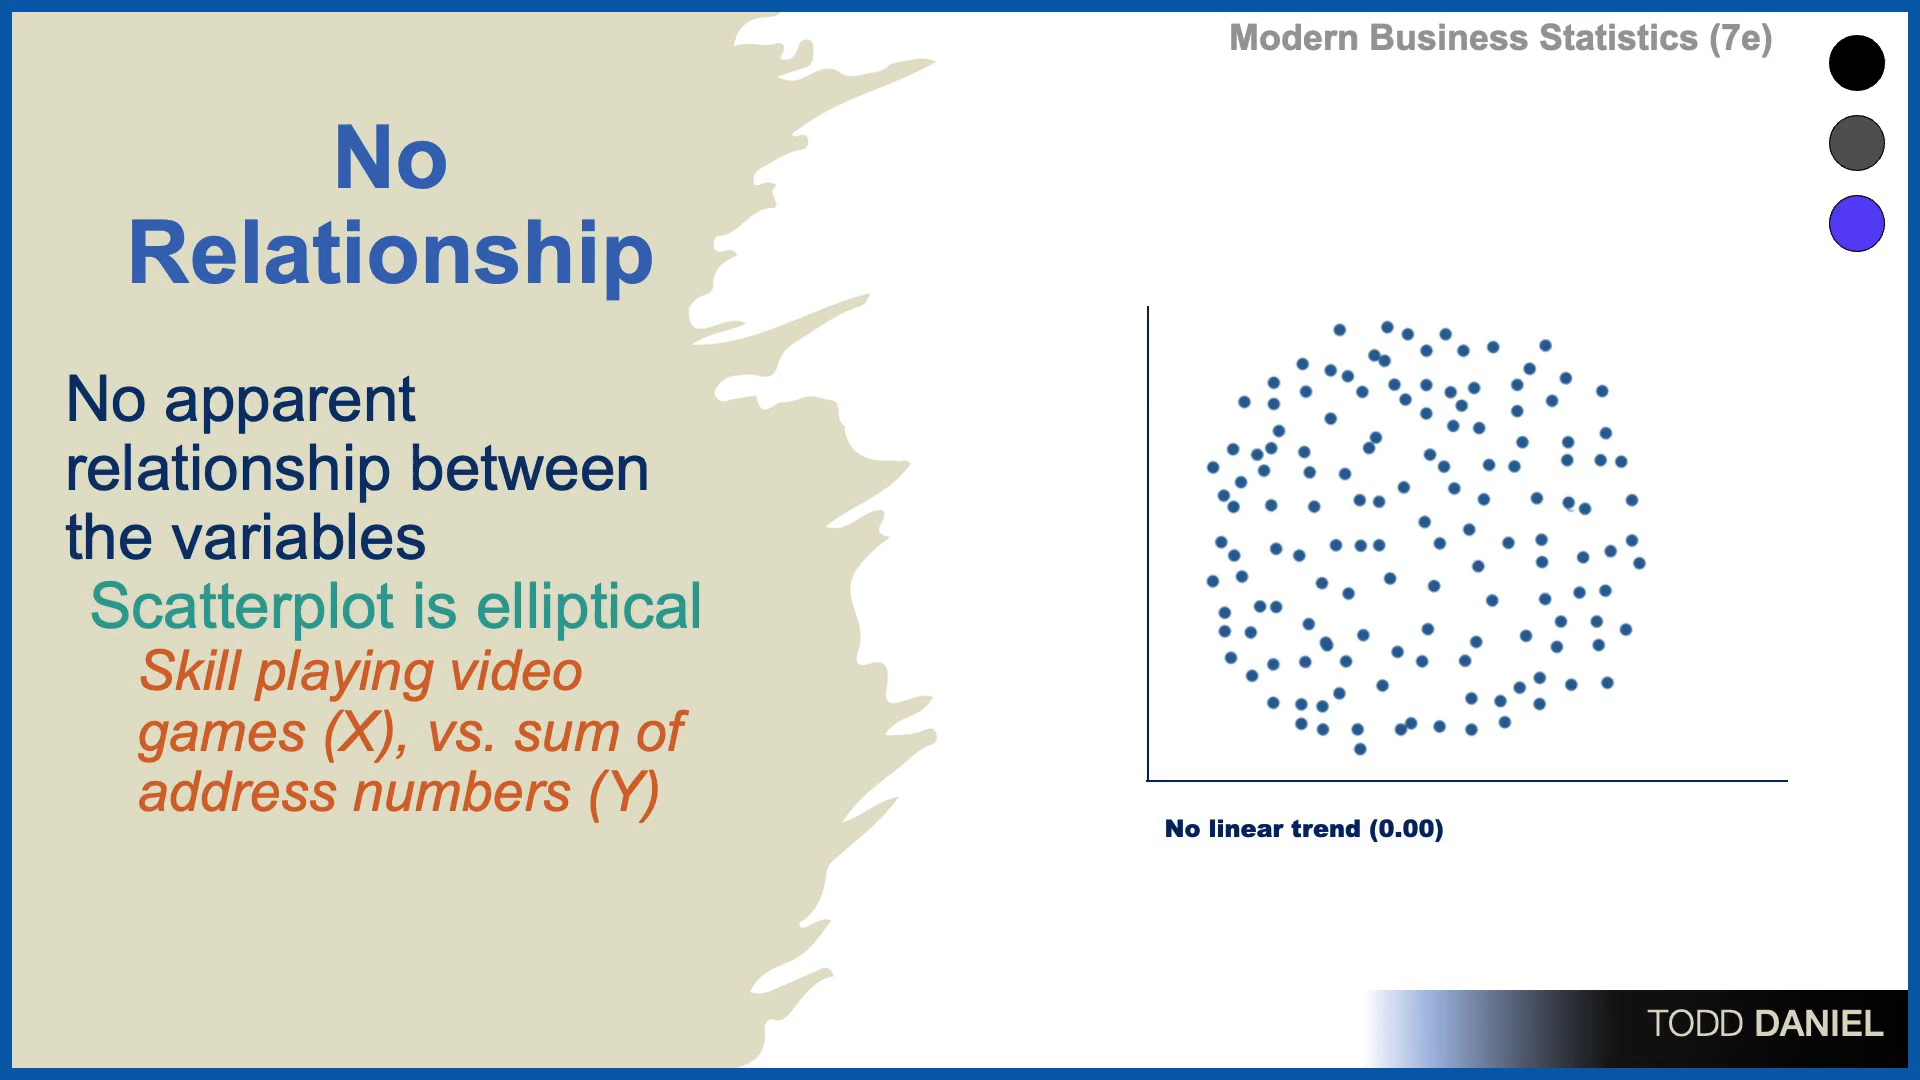 Modern Business Statistics (7e)
No
Relationship
No apparent
relationship between
the variables
Scatterplot is elliptical
Skill playing video
games (X), vs. sum of
address numbers (Y)
No linear trend (0.00)
TODD DANIEL